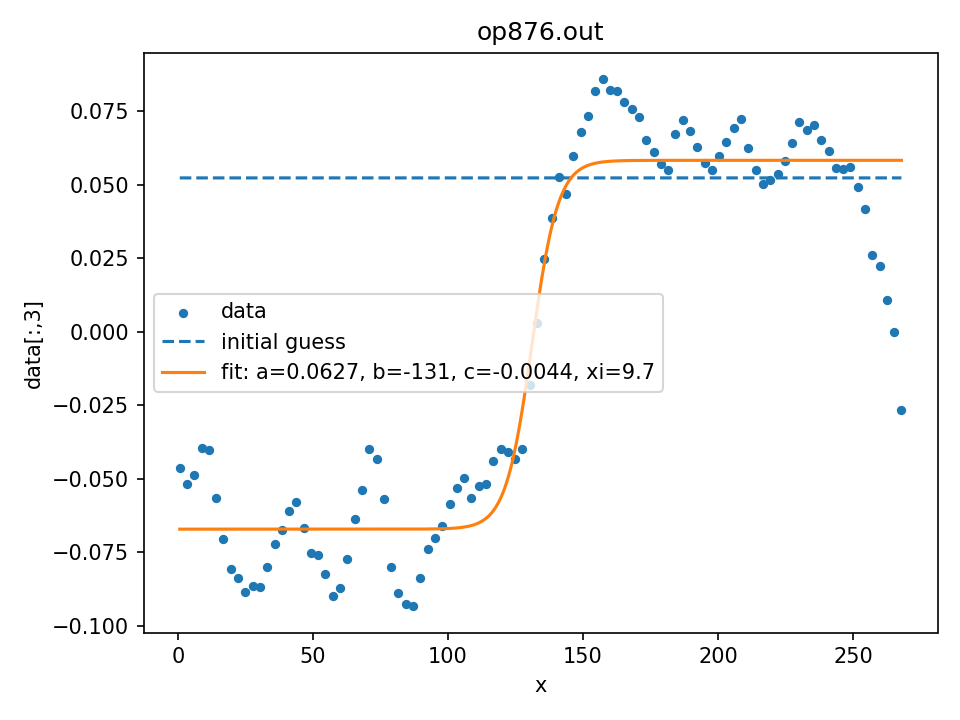 op876.out
0.075
0.050
0.025
0.000
−0.025
−0.050
−0.075
−0.100
data[:,3]
data
initial guess
fit: a=0.0627, b=-131, c=-0.0044, xi=9.7
0 50 100 150 200 250
x